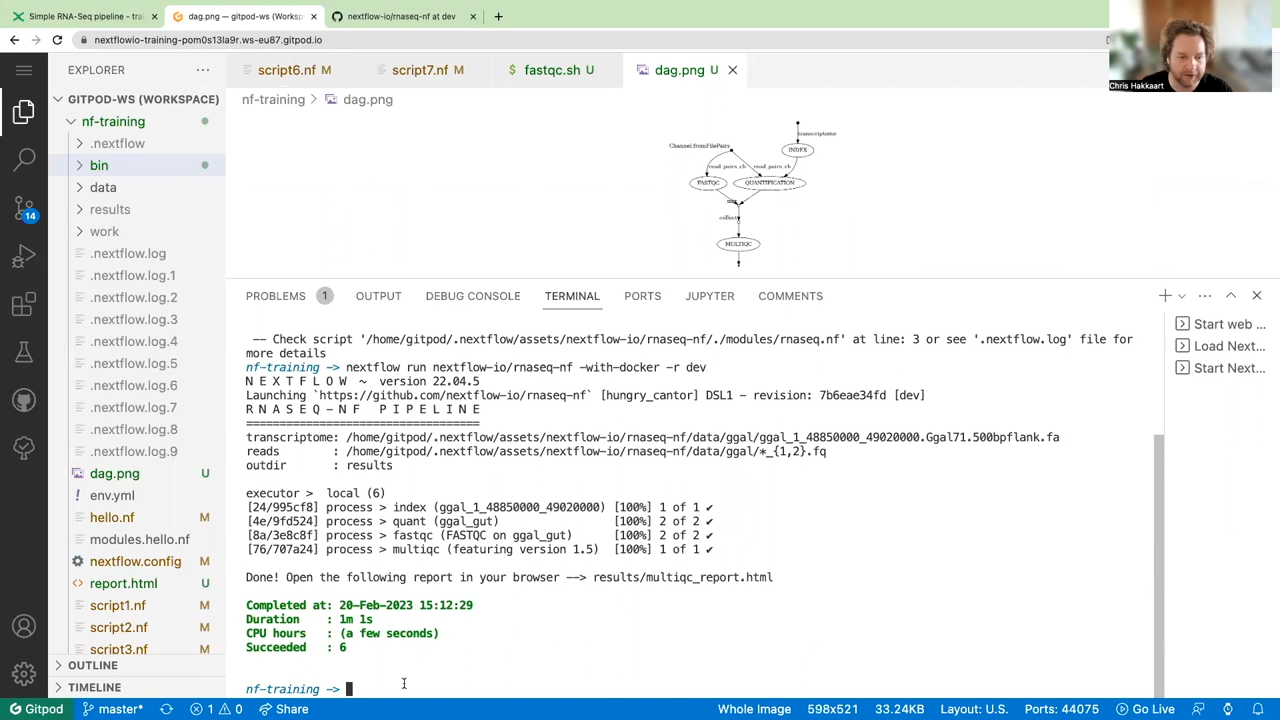 Simple RNA-Seq pipeline - trai
dag.png — gitpod-ws (Worksp
nextflow-io/rnaseq-nf at dev
nextflowio-training-pom0s13la9r.ws-eu87.gitpod.io
Chris Hakkaart
EXPLORER
script6.nf M
script7.nf M
fastqc.sh U
dag.png U
GITPOD-WS (WORKSPACE)
nf-training
.nextflow
bin
data
results
work
.nextflow.log
.nextflow.log.1
.nextflow.log.2
.nextflow.log.3
.nextflow.log.4
.nextflow.log.5
.nextflow.log.6
.nextflow.log.7
.nextflow.log.8
.nextflow.log.9
dag.png U
env.yml
hello.nf M
modules.hello.nf
nextflow.config M
report.html U
script1.nf M
script2.nf M
script3.nf M
OUTLINE
TIMELINE
14
nf-training > dag.png
transcriptome
Channel.fromFilePairs
INDEX
read_pairs_ch
read_pairs_ch
FASTQC
QUANTIFICATION
mix
collect
MULTIQC
PROBLEMS 1 OUTPUT DEBUG CONSOLE TERMINAL PORTS JUPYTER COMMENTS
-- Check script '/home/gitpod/.nextflow/assets/nextflow-io/rnaseq-nf/./modules/rnaseq.nf' at line: 3 or see '.nextflow.log' file for
more details
nf-training -> nextflow run nextflow-io/rnaseq-nf -with-docker -r dev
N E X T F L O W ~ version 22.04.5
Launching `https://github.com/nextflow-io/rnaseq-nf` [hungry_cantor] DSL1 - revision: 7b6eae34fd [dev]
R N A S E Q - N F P I P E L I N E
===================================
transcriptome: /home/gitpod/.nextflow/assets/nextflow-io/rnaseq-nf/data/ggal/ggal_1_48850000_49020000.Ggal71.500bpflank.fa
reads : /home/gitpod/.nextflow/assets/nextflow-io/rnaseq-nf/data/ggal/*_{1,2}.fq
outdir : results
executor > local (6)
[24/995cf8] process > index (ggal_1_48850000_49020000) [100%] 1 of 1 ✔
[4e/9fd524] process > quant (ggal_gut) [100%] 2 of 2 ✔
[8a/3e8c8f] process > fastqc (FASTQC on ggal_gut) [100%] 2 of 2 ✔
[76/707a24] process > multiqc (featuring version 1.5) [100%] 1 of 1 ✔
Done! Open the following report in your browser --> results/multiqc_report.html
Completed at: 20-Feb-2023 15:12:29
Duration : 1m 1s
CPU hours : (a few seconds)
Succeeded : 6
nf-training ->
Start web ...
Load Next...
Start Next...
Gitpod master* 1 0 Share Whole Image 598x521 33.24KB Layout: U.S. Ports: 44075 Go Live